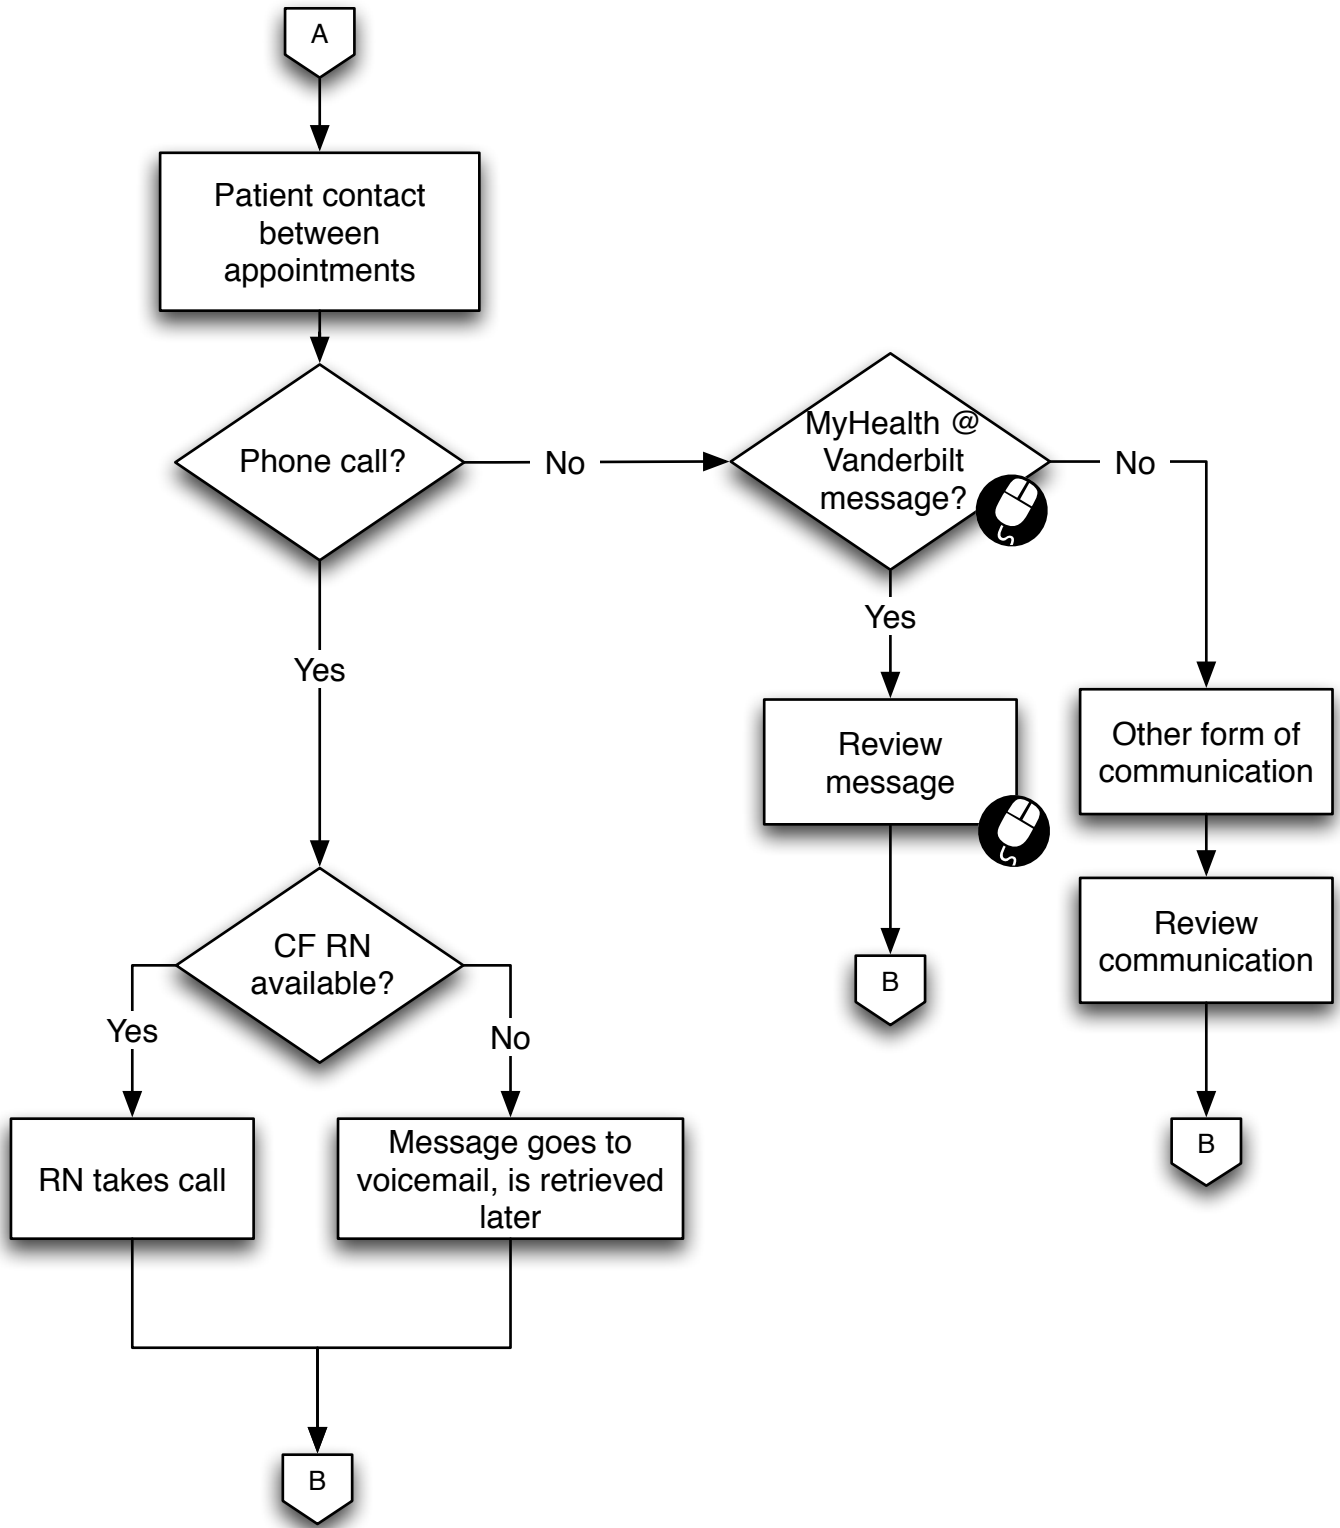 A
Patient contact
between
appointments
Phone call?
No
MyHealth @
Vanderbilt
message?
No
Yes
Yes
Review
message
Other form of
communication
Review
communication
CF RN
available?
B
Yes
No
B
RN takes call
Message goes to
voicemail, is retrieved
later
B